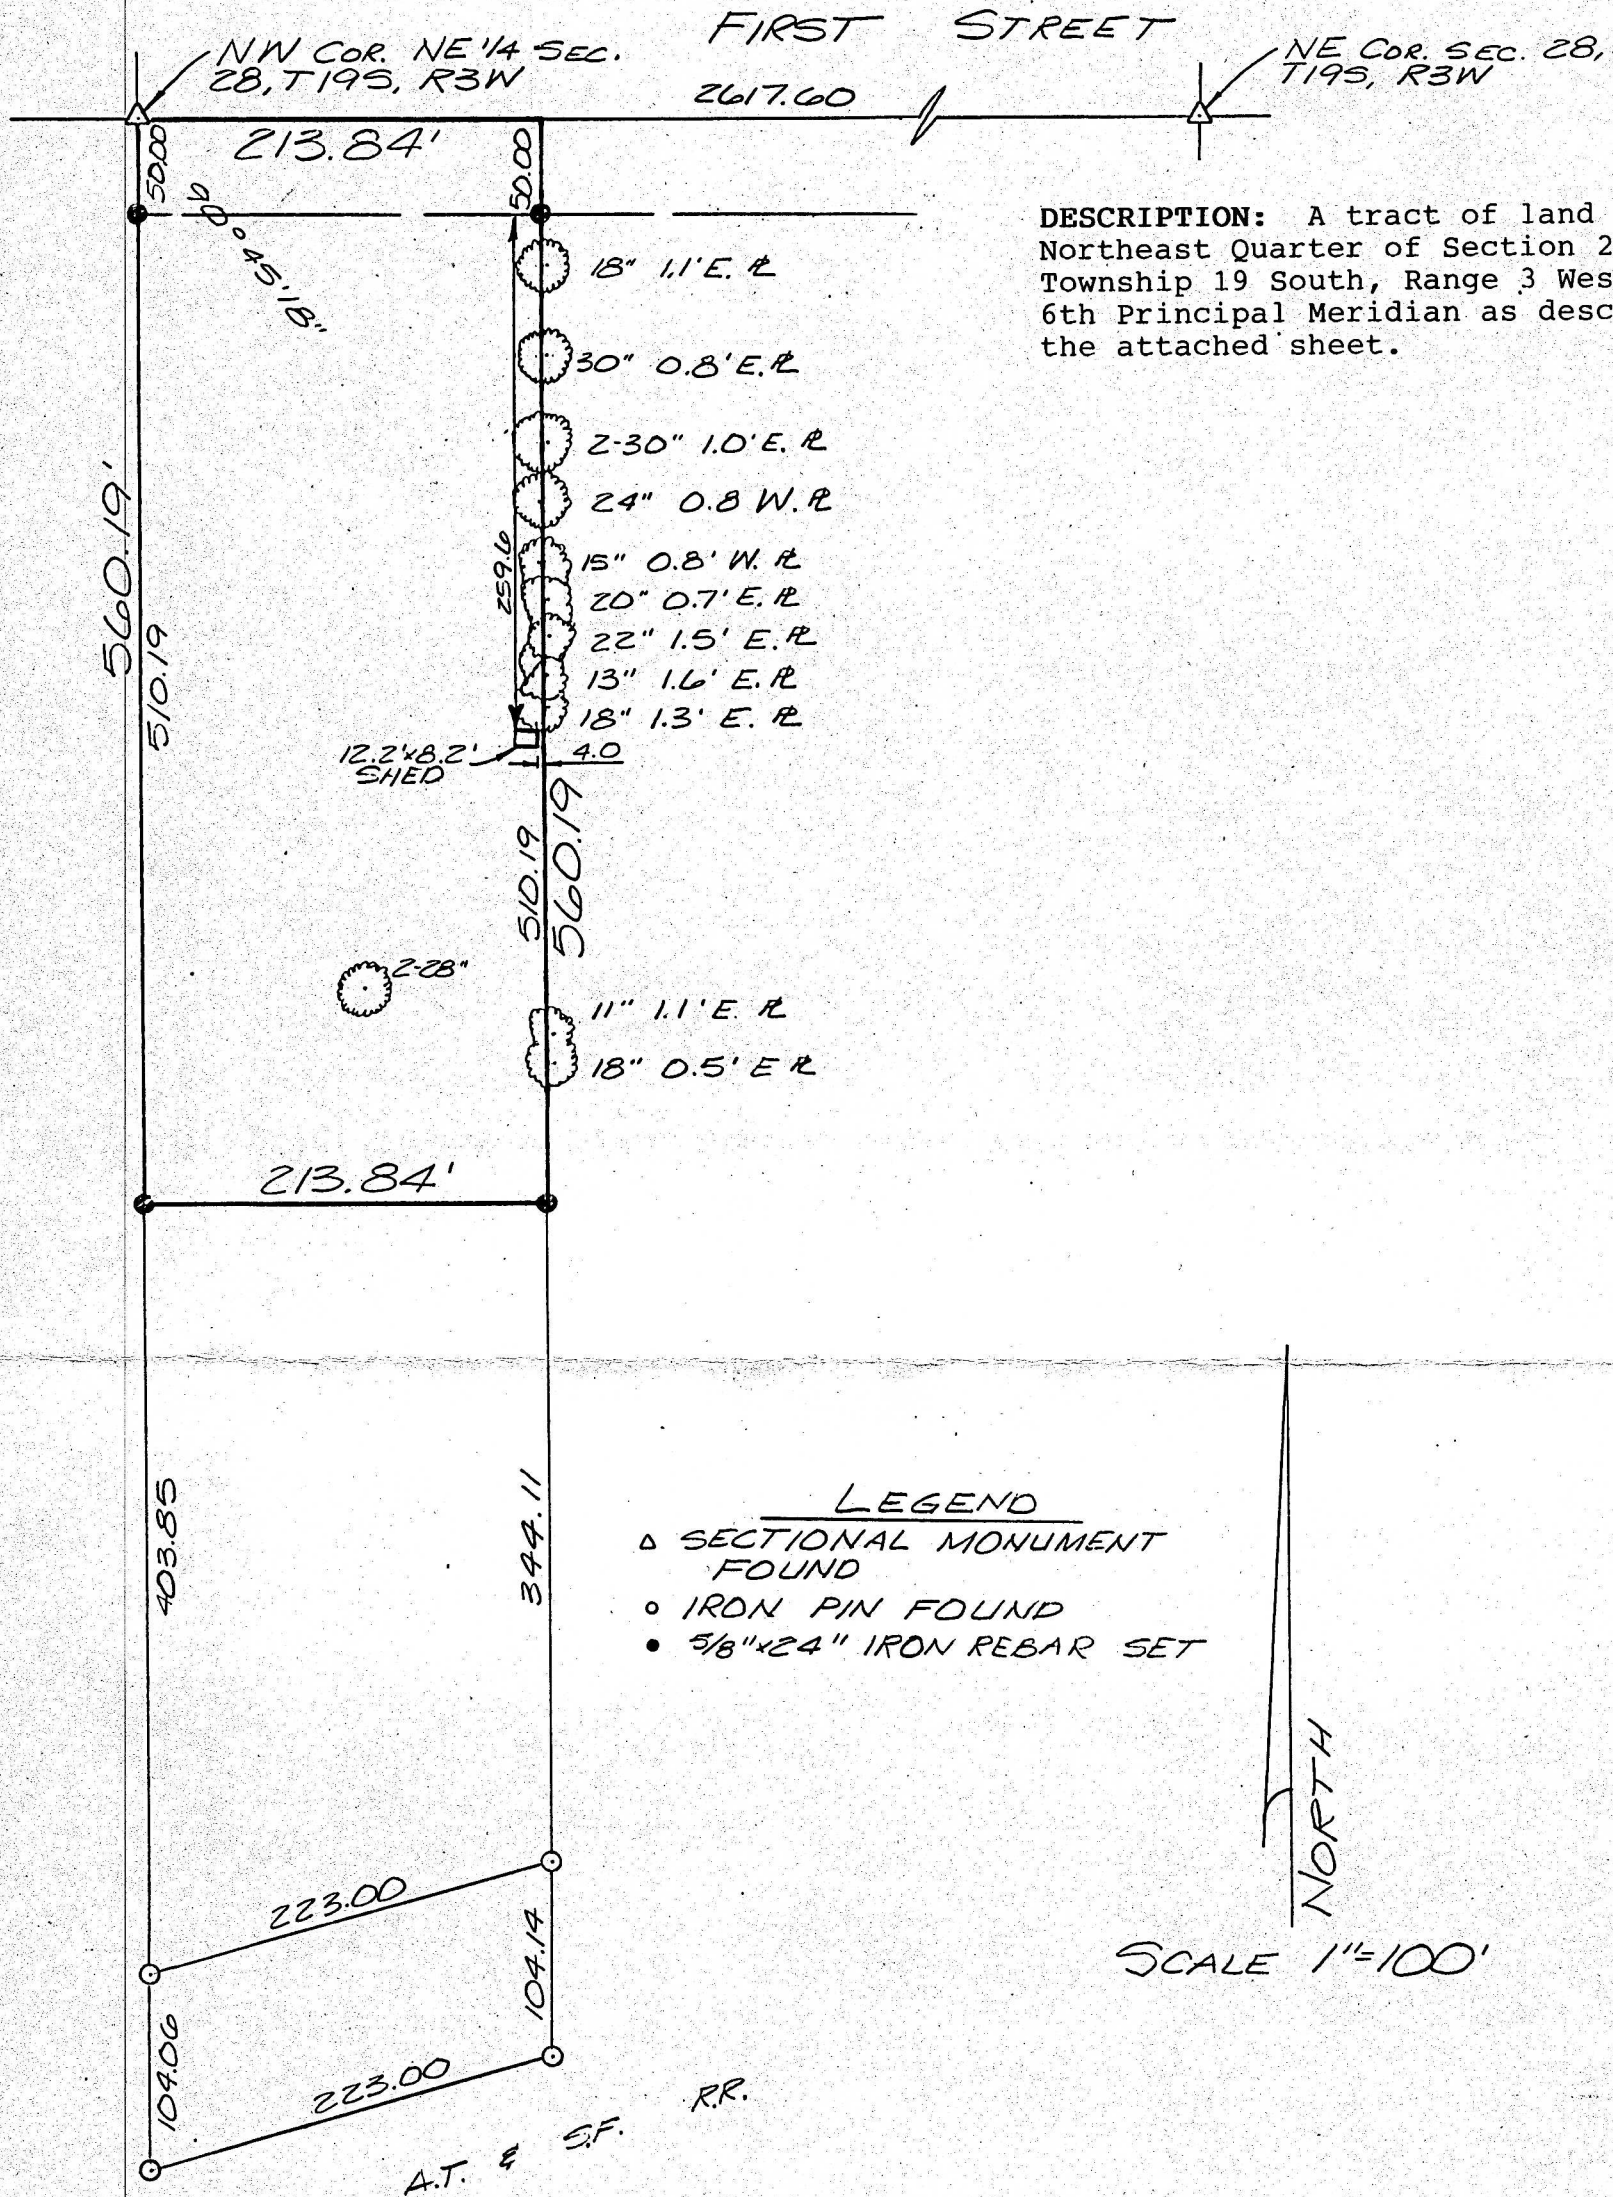 FIRST STREET
NW COR. NE 1/4 SEC.
28, T19S, R3W
NE COR. SEC. 28,
T19S, R3W
2617.60
213.84'
50.00
50.00
90°45'18"
DESCRIPTION: A tract of land
Northeast Quarter of Section 2
Township 19 South, Range 3 Wes
6th Principal Meridian as desc
the attached sheet.
18" 1.1' E. ⅊
30" 0.8' E. ⅊
2-30" 1.0' E. ⅊
24" 0.8 W. ⅊
15" 0.8' W. ⅊
20" 0.7' E. ⅊
22" 1.5' E. ⅊
13" 1.6' E. ⅊
18" 1.3' E. ⅊
259.6
560.19'
510.19
12.2'x8.2'
SHED
4.0
510.19
560.19
2-28"
11" 1.1' E. ⅊
18" 0.5' E ⅊
213.84'
403.85
344.11
LEGEND
△ SECTIONAL MONUMENT
FOUND
○ IRON PIN FOUND
● 5/8"x24" IRON REBAR SET
NORTH
SCALE 1"=100'
223.00
104.14
104.06
223.00
A.T. & S.F. R.R.